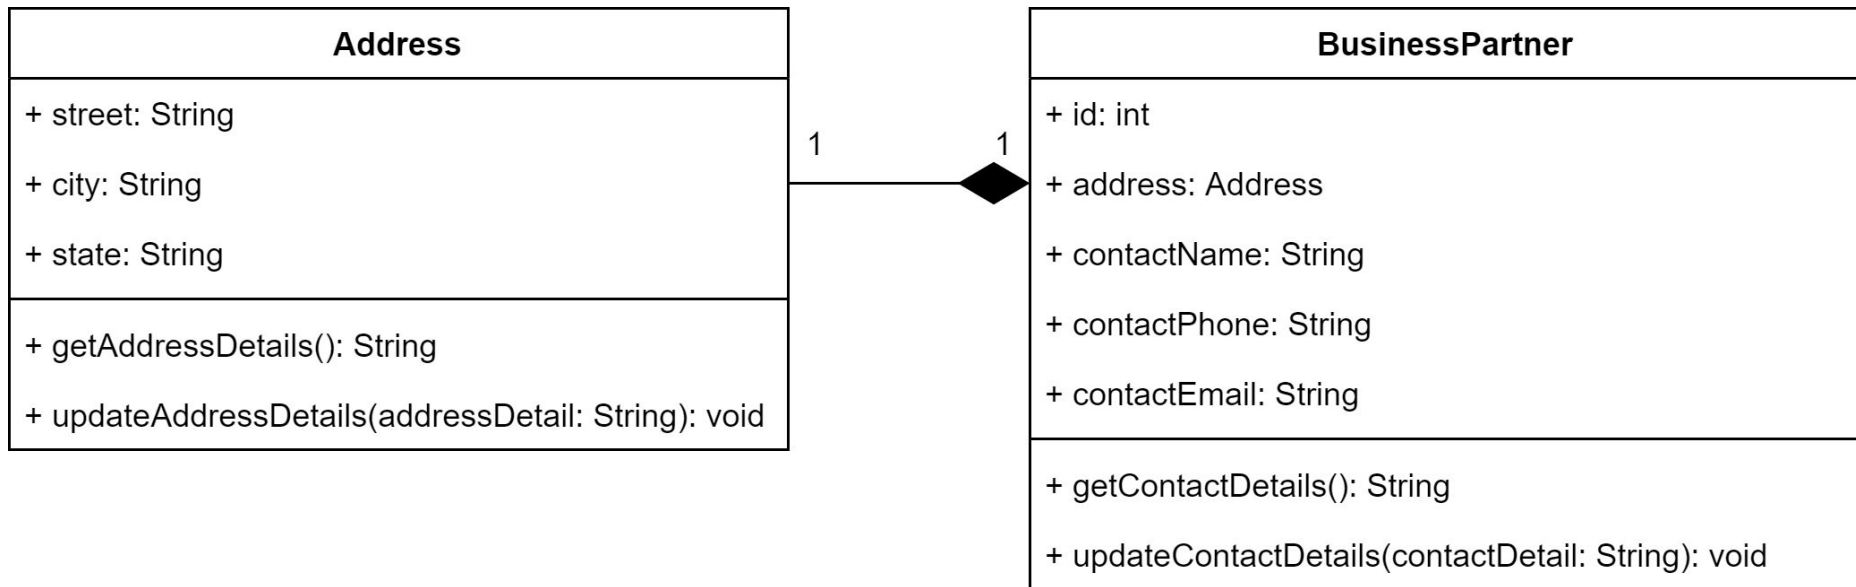 Address
+ street: String
+ city: String
+ state: String
+ getAddressDetails(): String
+ updateAddressDetails(addressDetail: String): void
1
1
BusinessPartner
+ id: int
+ address: Address
+ contactName: String
+ contactPhone: String
+ contactEmail: String
+ getContactDetails(): String
+ updateContactDetails(contactDetail: String): void